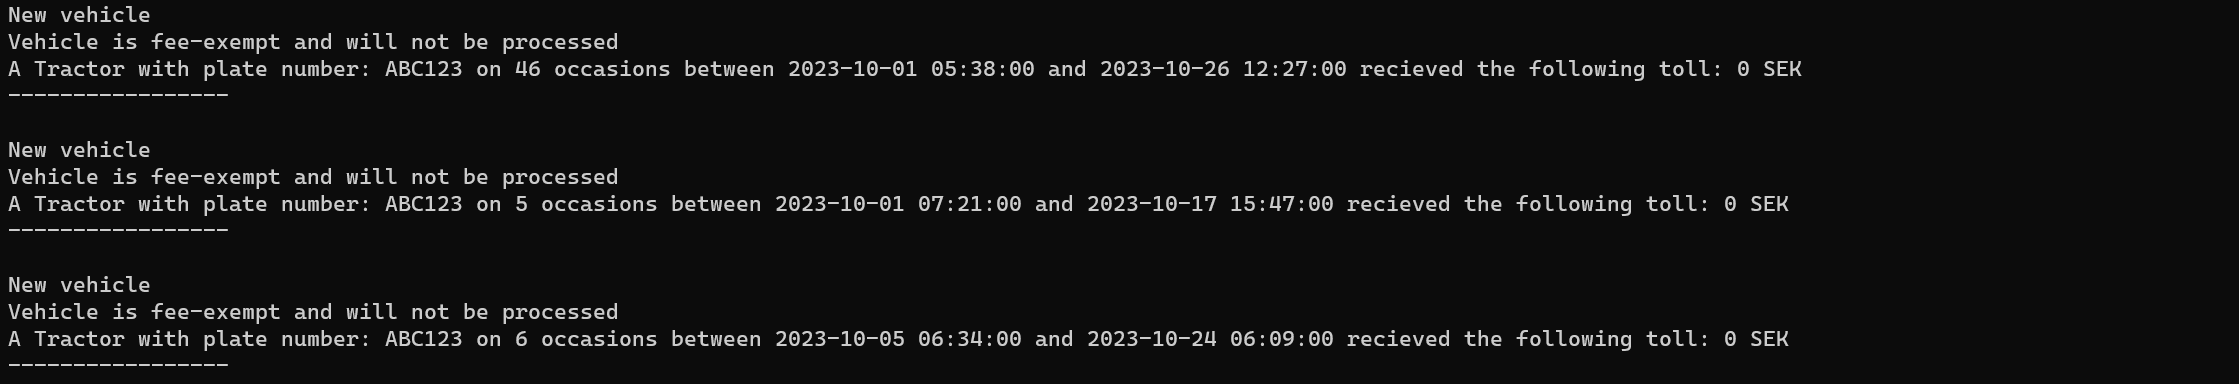 New vehicle
Vehicle is fee-exempt and will not be processed
A Tractor with plate number: ABC123 on 46 occasions between 2023-10-01 05:38:00 and 2023-10-26 12:27:00 recieved the following toll: 0 SEK
-----------------
New vehicle
Vehicle is fee-exempt and will not be processed
A Tractor with plate number: ABC123 on 5 occasions between 2023-10-01 07:21:00 and 2023-10-17 15:47:00 recieved the following toll: 0 SEK
-----------------
New vehicle
Vehicle is fee-exempt and will not be processed
A Tractor with plate number: ABC123 on 6 occasions between 2023-10-05 06:34:00 and 2023-10-24 06:09:00 recieved the following toll: 0 SEK
-----------------